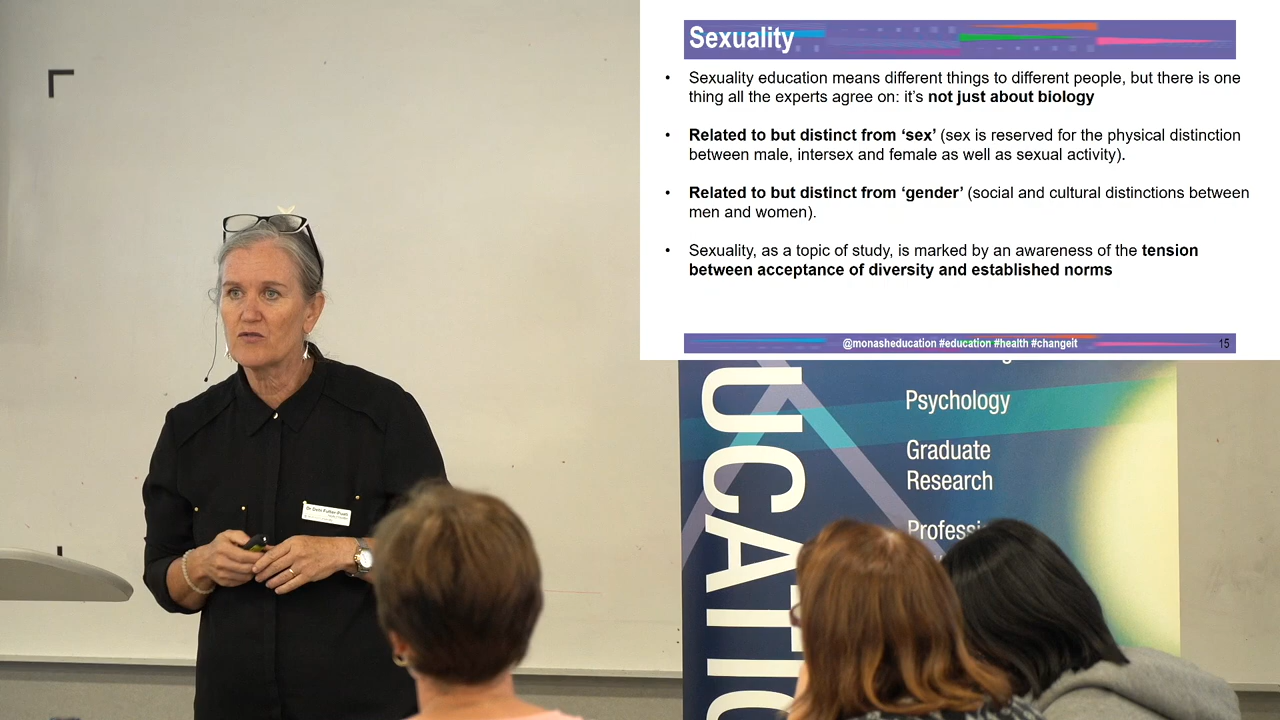 Sexuality
• Sexuality education means different things to different people, but there is one
thing all the experts agree on: it’s not just about biology
• Related to but distinct from ‘sex’ (sex is reserved for the physical distinction
between male, intersex and female as well as sexual activity).
• Related to but distinct from ‘gender’ (social and cultural distinctions between
men and women).
• Sexuality, as a topic of study, is marked by an awareness of the tension
between acceptance of diversity and established norms
@monasheducation #education #health #changeit
15
UCATIO
Psychology
Graduate
Research
Professi
Dr Debi